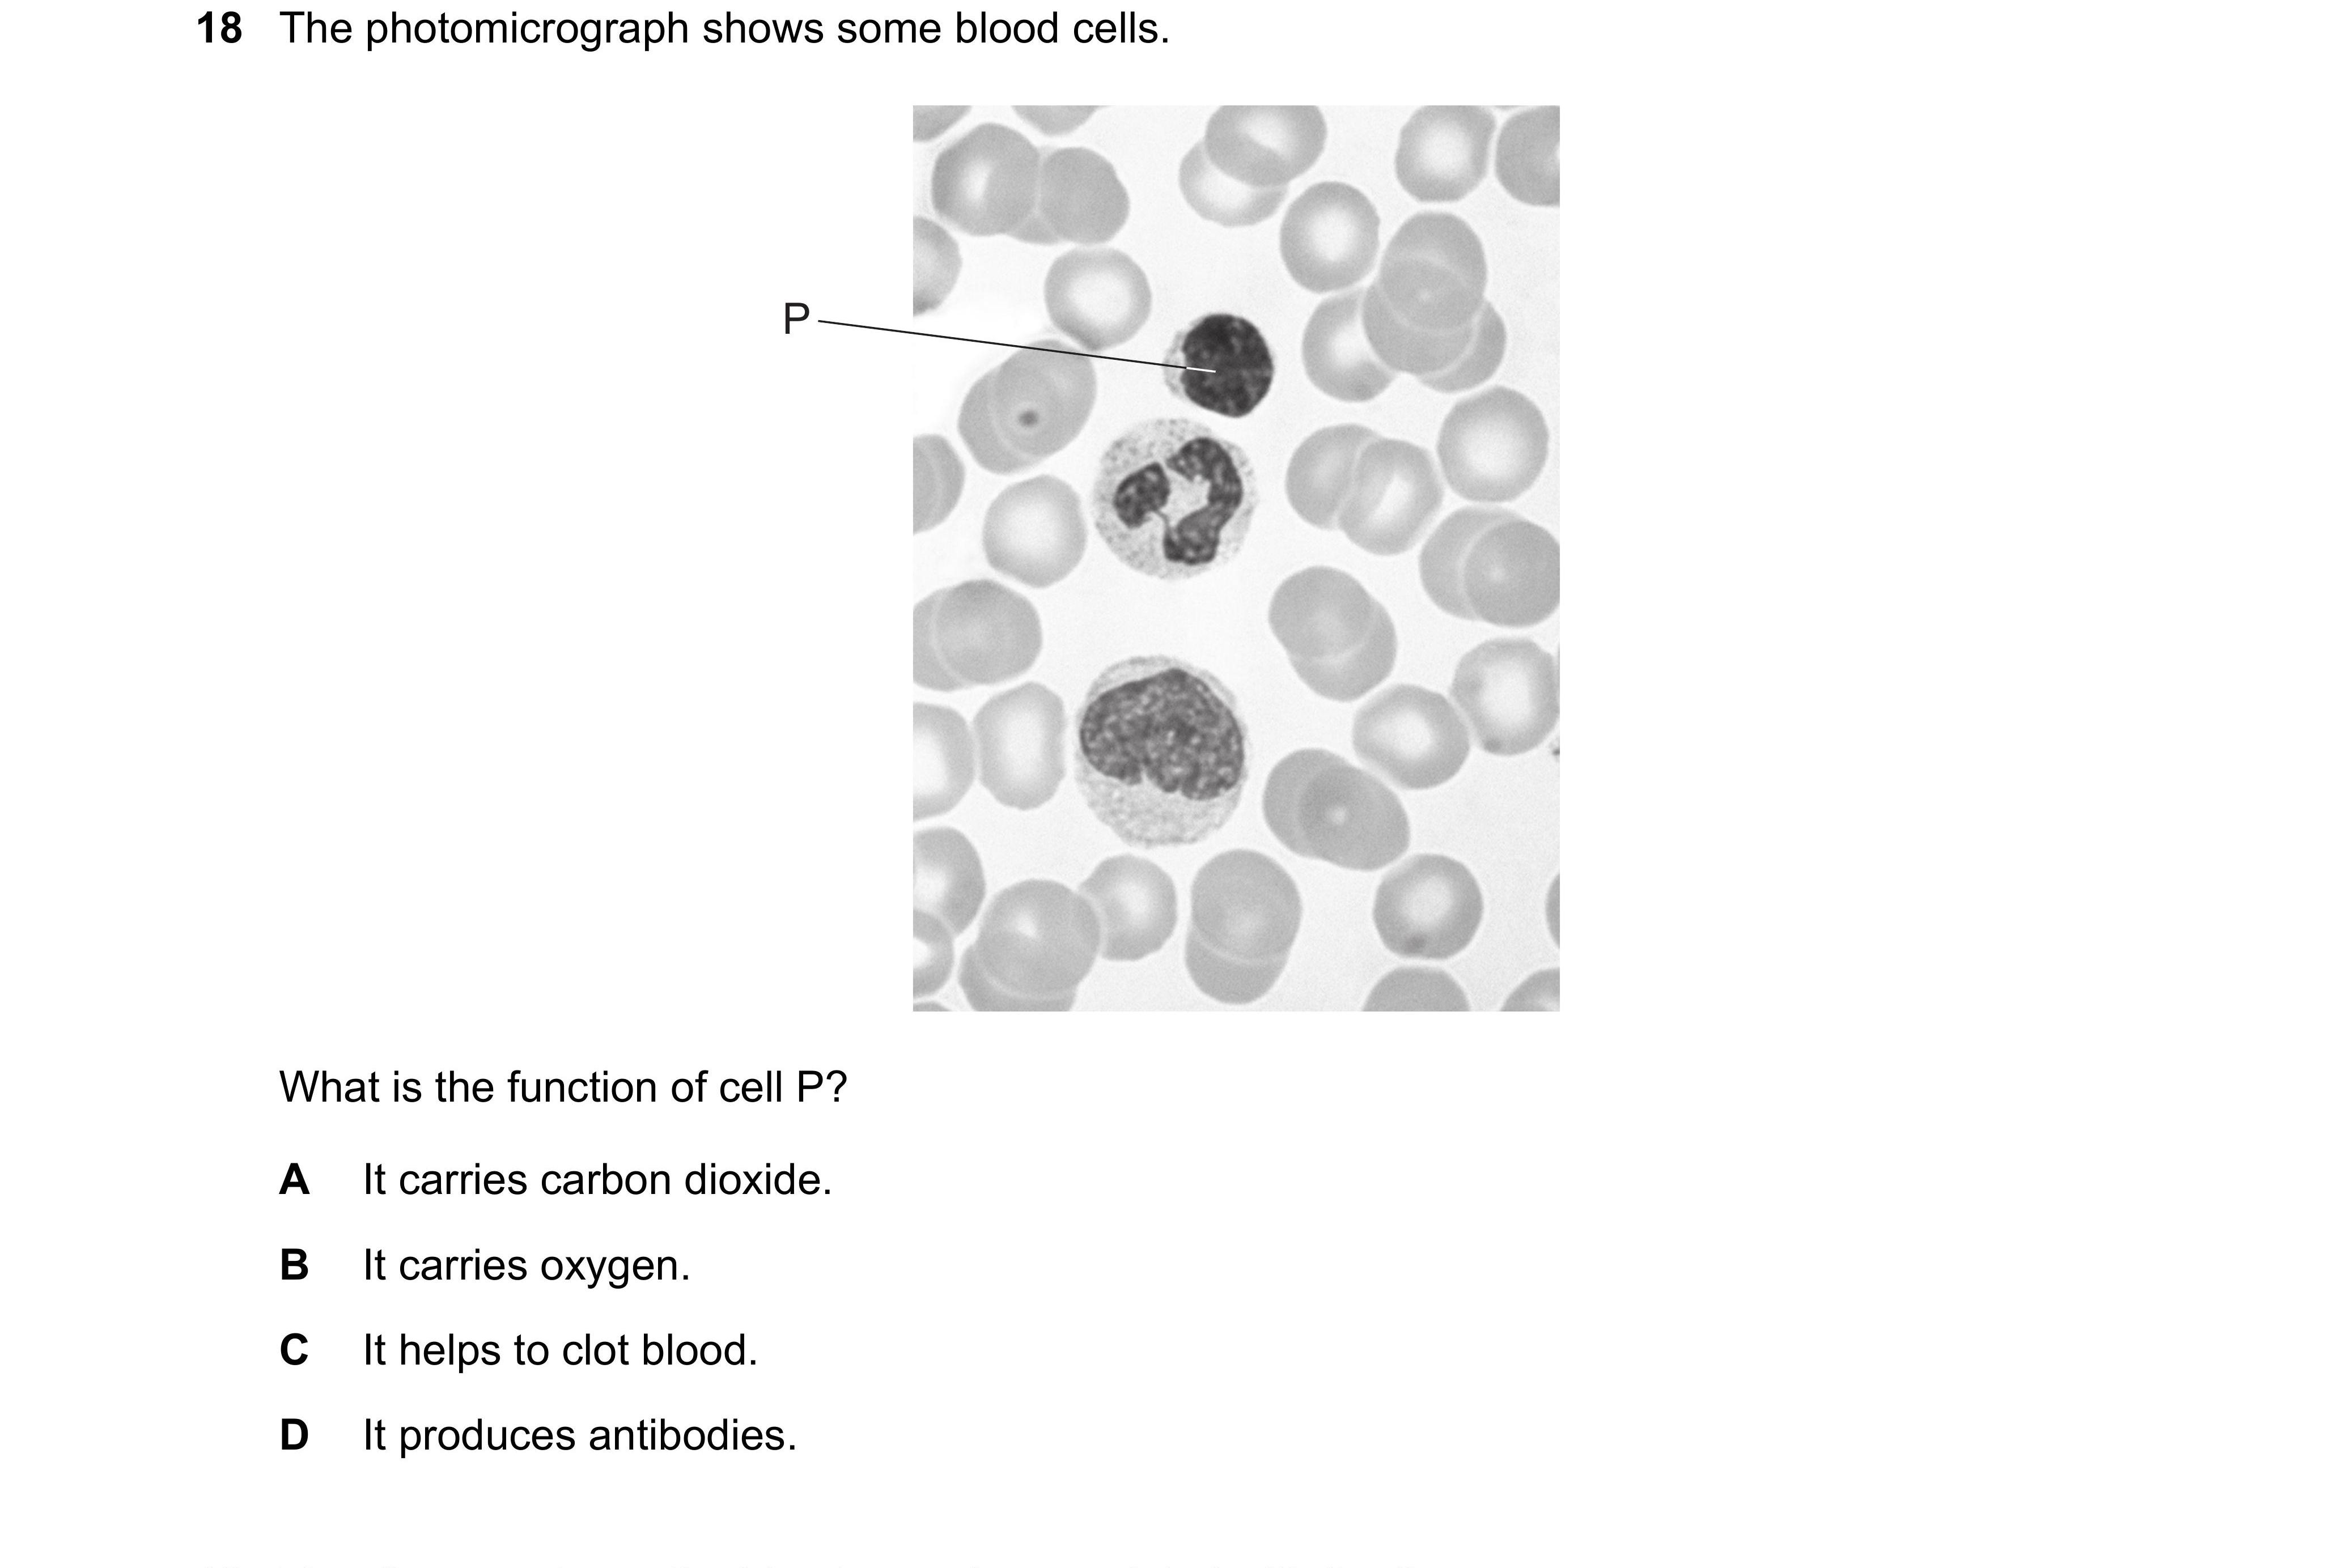 18 The photomicrograph shows some blood cells.
P
What is the function of cell P?
A It carries carbon dioxide.
B It carries oxygen.
C It helps to clot blood.
D It produces antibodies.